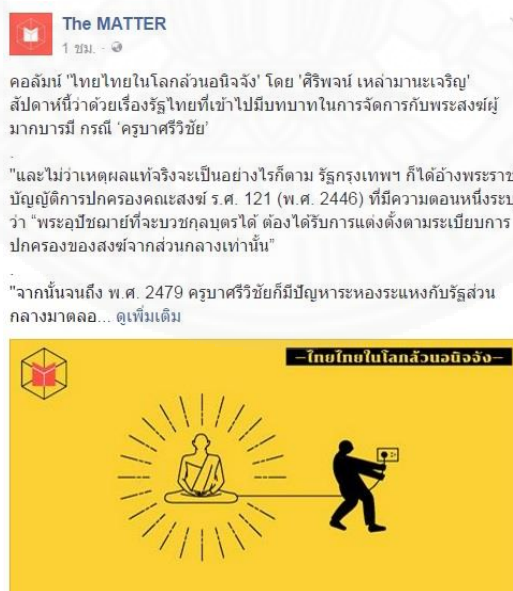 The MATTER
1 ชม. ·
คอลัมน์ 'ไทยไทยในโลกล้วนอนิจจัง' โดย 'ศิริพจน์ เหล่ามานะเจริญ'
สัปดาห์นี้ว่าด้วยเรื่องรัฐไทยที่เข้าไปมีบทบาทในการจัดการกับพระสงฆ์ผู้
มากบารมี กรณี 'ครูบาศรีวิชัย'
.
"และไม่ว่าเหตุผลแท้จริงจะเป็นอย่างไรก็ตาม รัฐกรุงเทพฯ ก็ได้อ้างพระราช
บัญญัติการปกครองคณะสงฆ์ ร.ศ. 121 (พ.ศ. 2446) ที่มีความตอนหนึ่งระบุ
ว่า “พระอุปัชฌาย์ที่จะบวชกุลบุตรได้ ต้องได้รับการแต่งตั้งตามระเบียบการ
ปกครองของสงฆ์จากส่วนกลางเท่านั้น”
.
"จากนั้นจนถึง พ.ศ. 2479 ครูบาศรีวิชัยก็มีปัญหาระหองระแหงกับรัฐส่วน
กลางมาตลอ... ดูเพิ่มเติม
–ไทยไทยในโลกล้วนอนิจจัง–